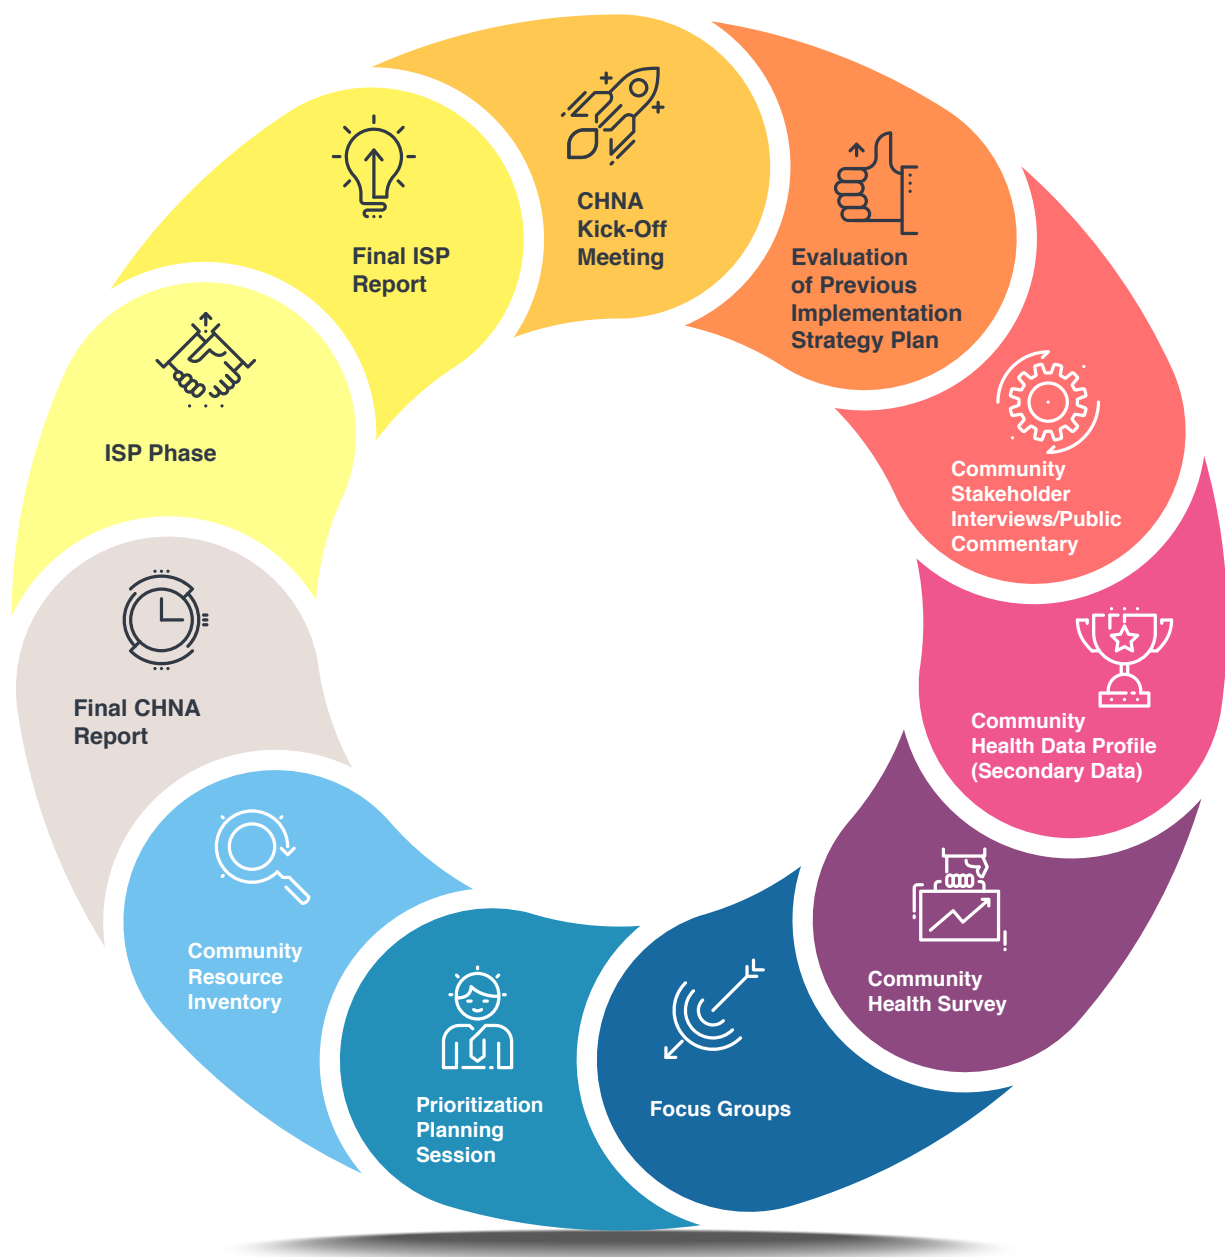 CHNA
Kick-Off
Meeting
Evaluation
of Previous
Implementation
Strategy Plan
Community
Stakeholder
Interviews/Public
Commentary
Community
Health Data Profile
(Secondary Data)
Community
Health Survey
Focus Groups
Prioritization
Planning
Session
Community
Resource
Inventory
Final CHNA
Report
ISP Phase
Final ISP
Report